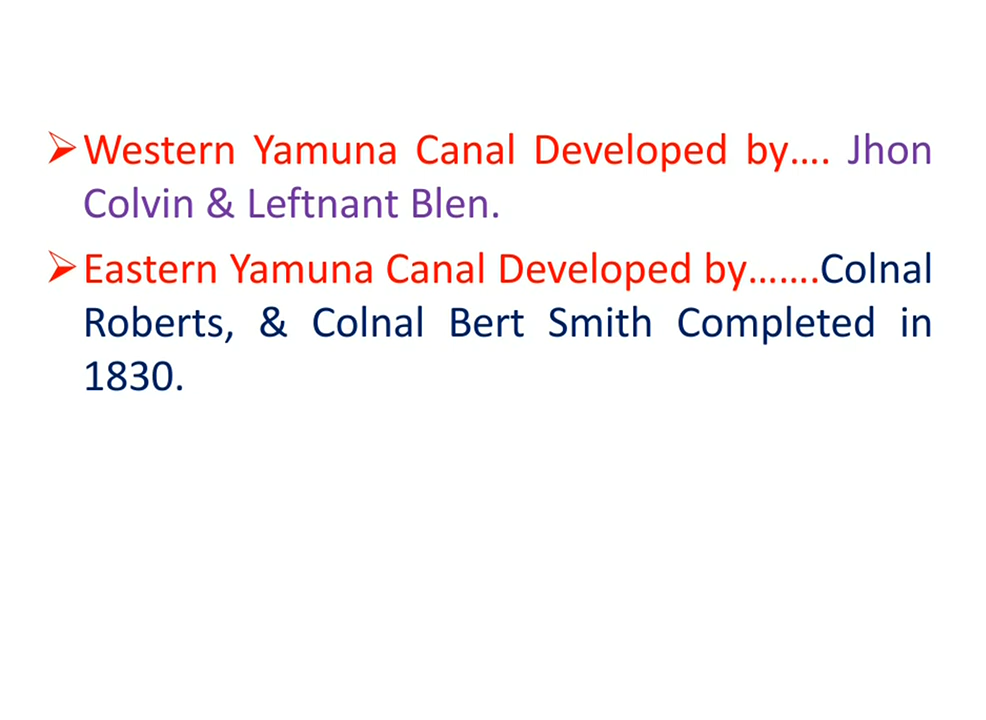 ➢Western Yamuna Canal Developed by…. Jhon
Colvin & Leftnant Blen.
➢Eastern Yamuna Canal Developed by…….Colnal
Roberts, & Colnal Bert Smith Completed in
1830.